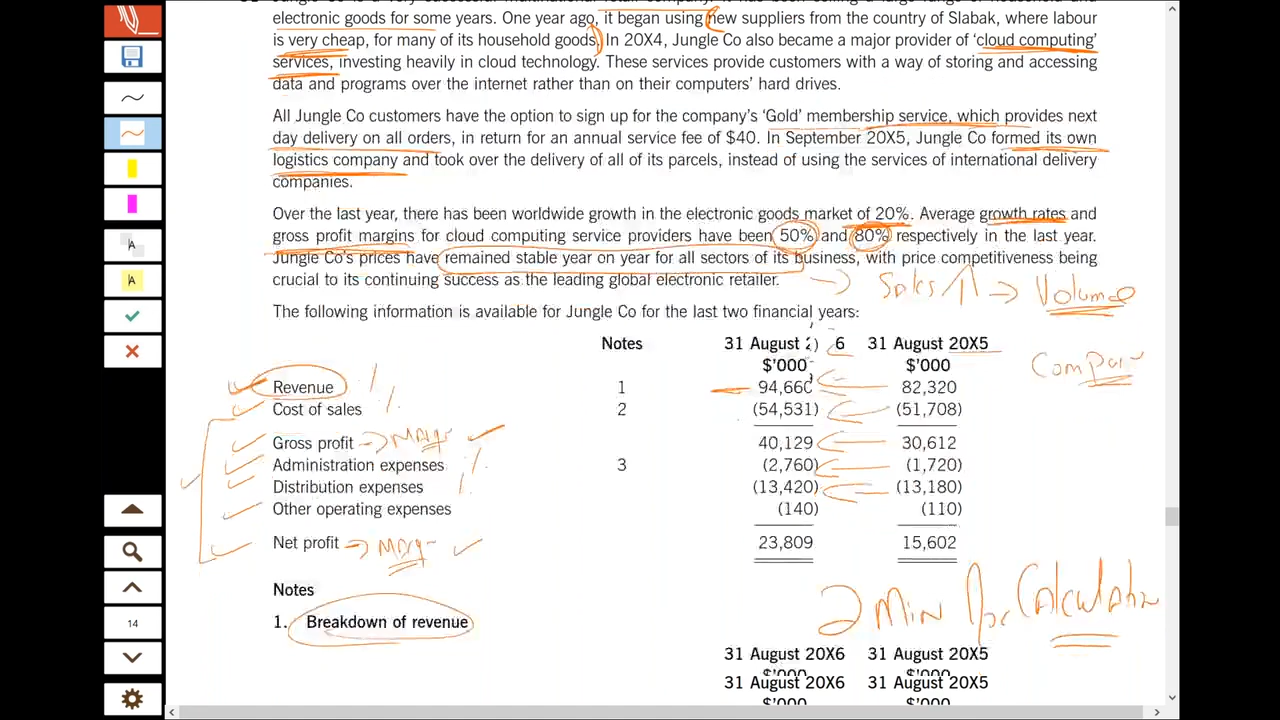 electronic goods for some years. One year ago, it began using new suppliers from the country of Slabak, where labour
is very cheap, for many of its household goods. In 20X4, Jungle Co also became a major provider of ‘cloud computing’
services, investing heavily in cloud technology. These services provide customers with a way of storing and accessing
data and programs over the internet rather than on their computers’ hard drives.
All Jungle Co customers have the option to sign up for the company’s ‘Gold’ membership service, which provides next
day delivery on all orders, in return for an annual service fee of $40. In September 20X5, Jungle Co formed its own
logistics company and took over the delivery of all of its parcels, instead of using the services of international delivery
companies.
Over the last year, there has been worldwide growth in the electronic goods market of 20%. Average growth rates and
gross profit margins for cloud computing service providers have been 50% and 80% respectively in the last year.
Jungle Co’s prices have remained stable year on year for all sectors of its business, with price competitiveness being
crucial to its continuing success as the leading global electronic retailer.
Sales → Volume
The following information is available for Jungle Co for the last two financial years:
Notes 31 August 2 6 31 August 20X5
$’000 $’000
Compar
Revenue % 1 94,660 82,320
Cost of sales % 2 (54,531) (51,708)
Gross profit → Margin 40,129 30,612
Administration expenses % 3 (2,760) (1,720)
Distribution expenses % (13,420) (13,180)
Other operating expenses (140) (110)
Net profit → Margin 23,809 15,602
Notes
2 Min for Calculation
1. Breakdown of revenue
31 August 20X6 31 August 20X5
$’000 $’000
31 August 20X6 31 August 20X5
$’000 $’000
A
A
14